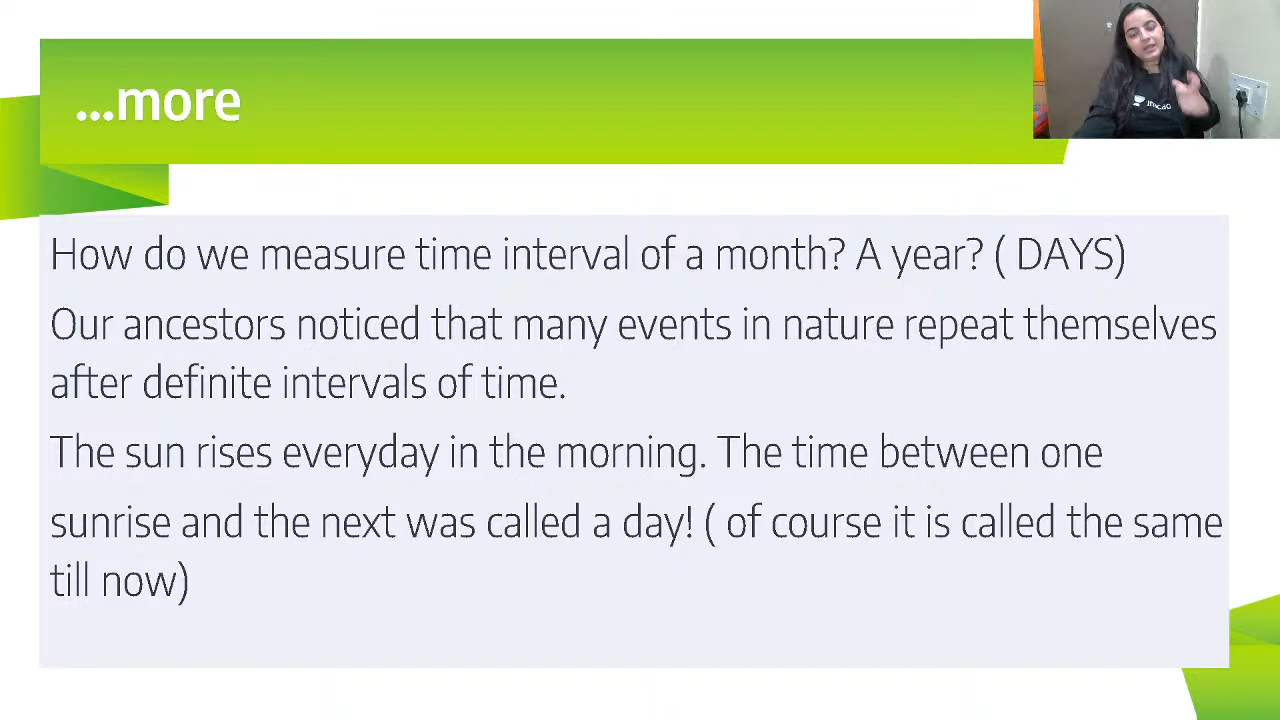 ...more
How do we measure time interval of a month? A year? ( DAYS)
Our ancestors noticed that many events in nature repeat themselves
after definite intervals of time.
The sun rises everyday in the morning. The time between one
sunrise and the next was called a day! ( of course it is called the same
till now)